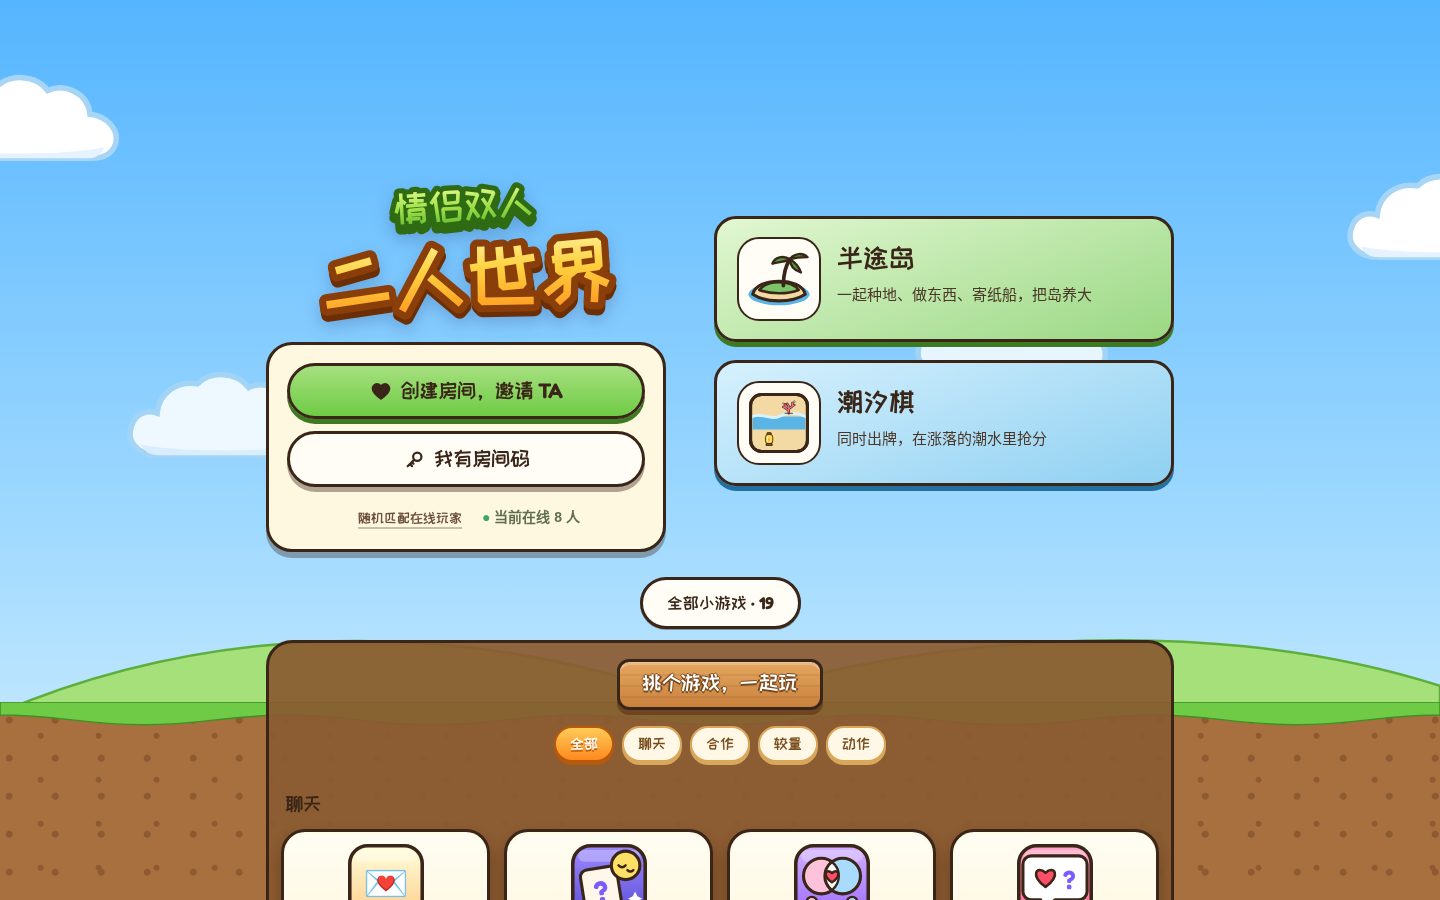 情侣双人
二人世界
创建房间，邀请 TA
我有房间码
随机匹配在线玩家
当前在线 8 人
半途岛
一起种地、做东西、寄纸船，把岛养大
潮汐棋
同时出牌，在涨落的潮水里抢分
全部小游戏 · 19
挑个游戏，一起玩
全部
聊天
合作
较量
动作
聊天
?
?